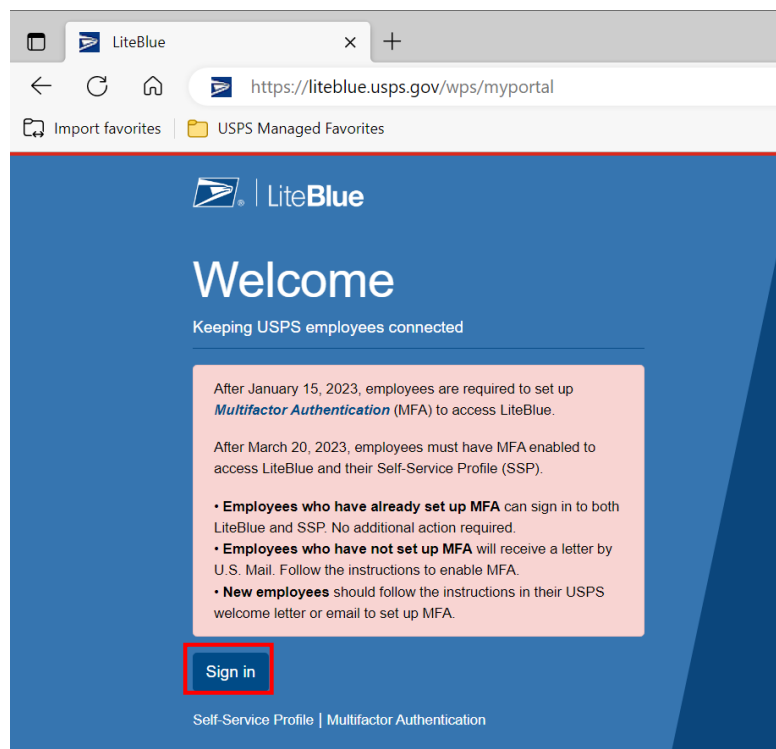 LiteBlue
https://liteblue.usps.gov/wps/myportal
Import favorites USPS Managed Favorites
LiteBlue
Welcome
Keeping USPS employees connected
After January 15, 2023, employees are required to set up
Multifactor Authentication (MFA) to access LiteBlue.
After March 20, 2023, employees must have MFA enabled to
access LiteBlue and their Self-Service Profile (SSP).
• Employees who have already set up MFA can sign in to both
LiteBlue and SSP. No additional action required.
• Employees who have not set up MFA will receive a letter by
U.S. Mail. Follow the instructions to enable MFA.
• New employees should follow the instructions in their USPS
welcome letter or email to set up MFA.
Sign in
Self-Service Profile | Multifactor Authentication